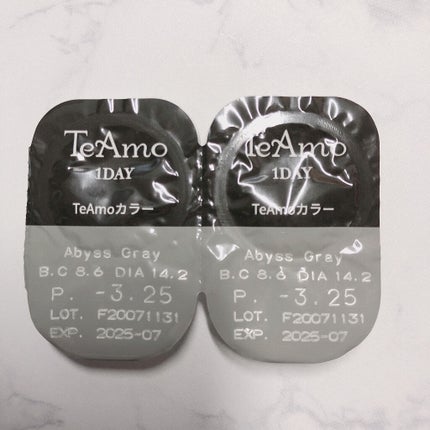 TeAmo
1DAY
TeAmoカラー
Abyss Gray
B.C 8.6 DIA 14.2
P. -3.25
LOT. F20071131
EXP. 2025-07
TeAmo
1DAY
TeAmoカラー
Abyss Gray
B.C 8.6 DIA 14.2
P. -3.25
LOT. F20071131
EXP. 2025-07